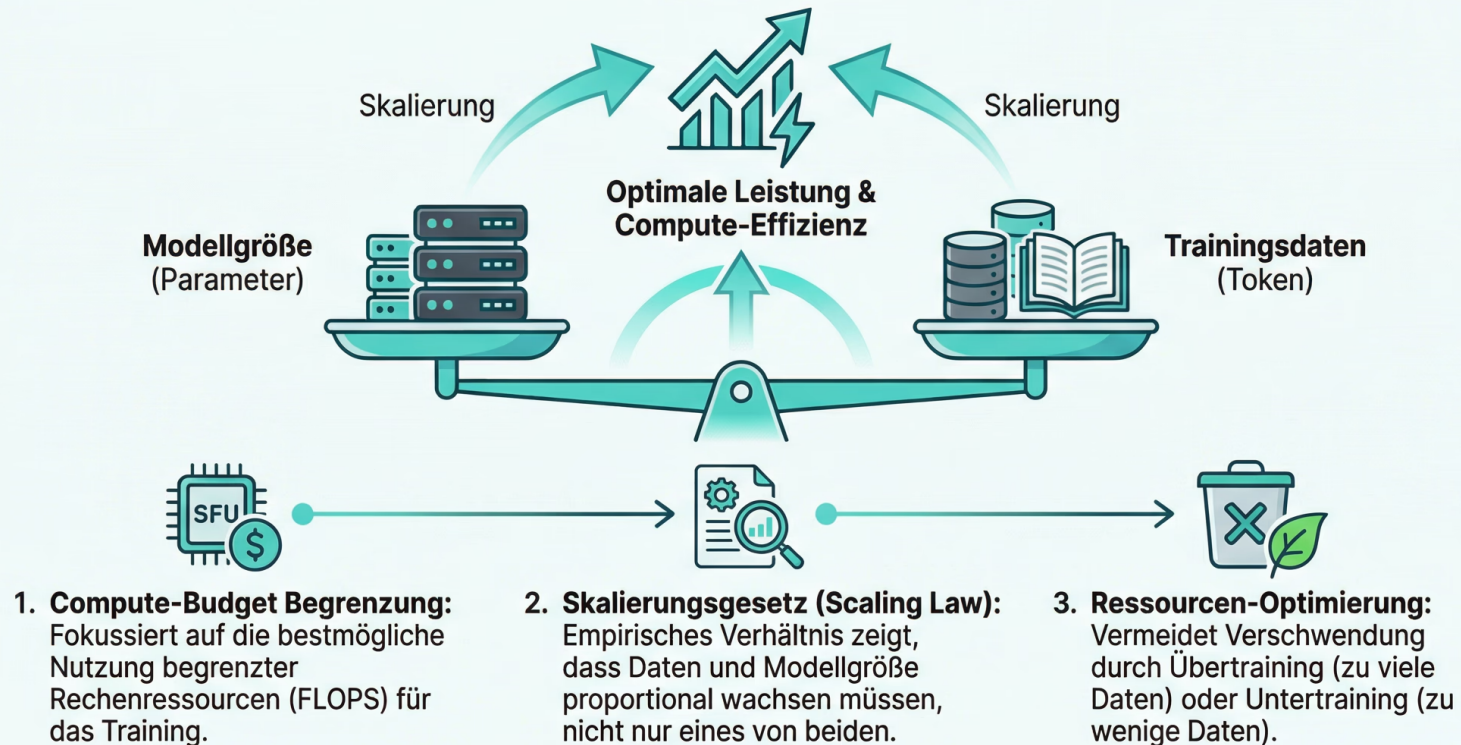 Skalierung
Skalierung
Optimale Leistung &
Compute-Effizienz
Modellgröße
(Parameter)
Trainingsdaten
(Token)
SFU
$
1. Compute-Budget Begrenzung:
Fokussiert auf die bestmögliche
Nutzung begrenzter
Rechenressourcen (FLOPS) für
das Training.
2. Skalierungsgesetz (Scaling Law):
Empirisches Verhältnis zeigt,
dass Daten und Modellgröße
proportional wachsen müssen,
nicht nur eines von beiden.
3. Ressourcen-Optimierung:
Vermeidet Verschwendung
durch Übertraining (zu viele
Daten) oder Untertraining (zu
wenige Daten).